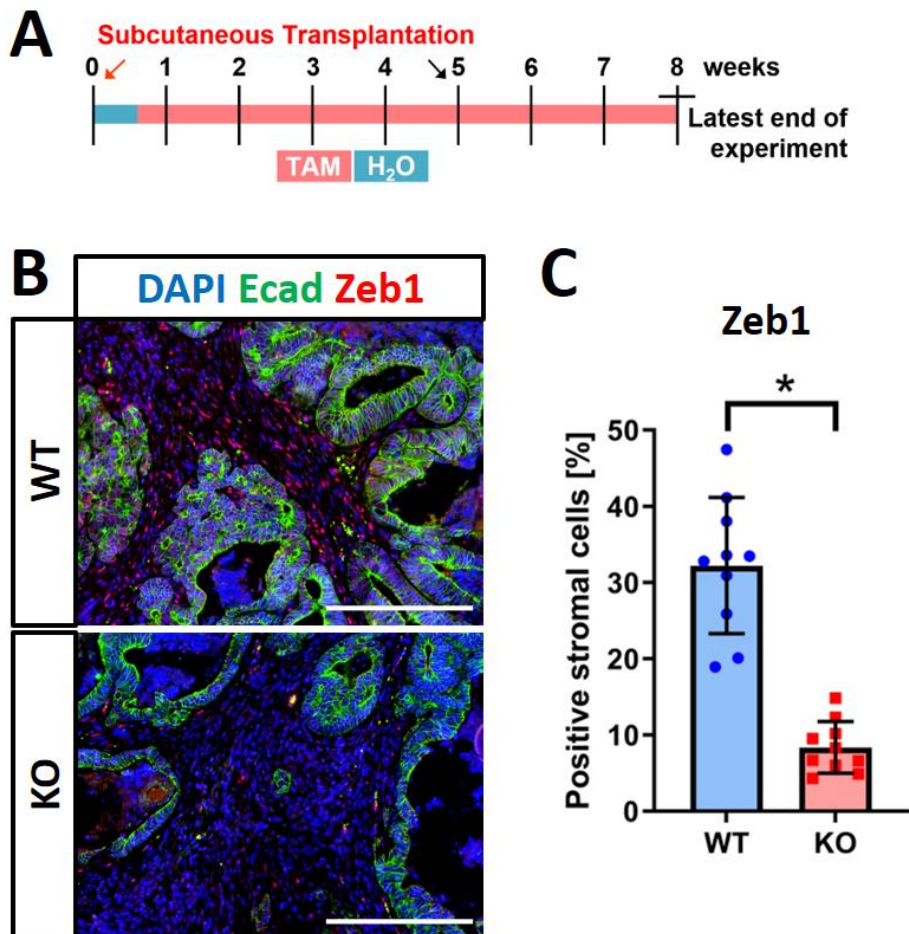 A
Subcutaneous Transplantation
0 1 2 3 4 5 6 7 8 weeks
Latest end of
experiment
TAM H₂O
B
DAPI Ecad Zeb1
WT
KO
C
Zeb1
*
Positive stromal cells [%]
50
40
30
20
10
0
WT KO